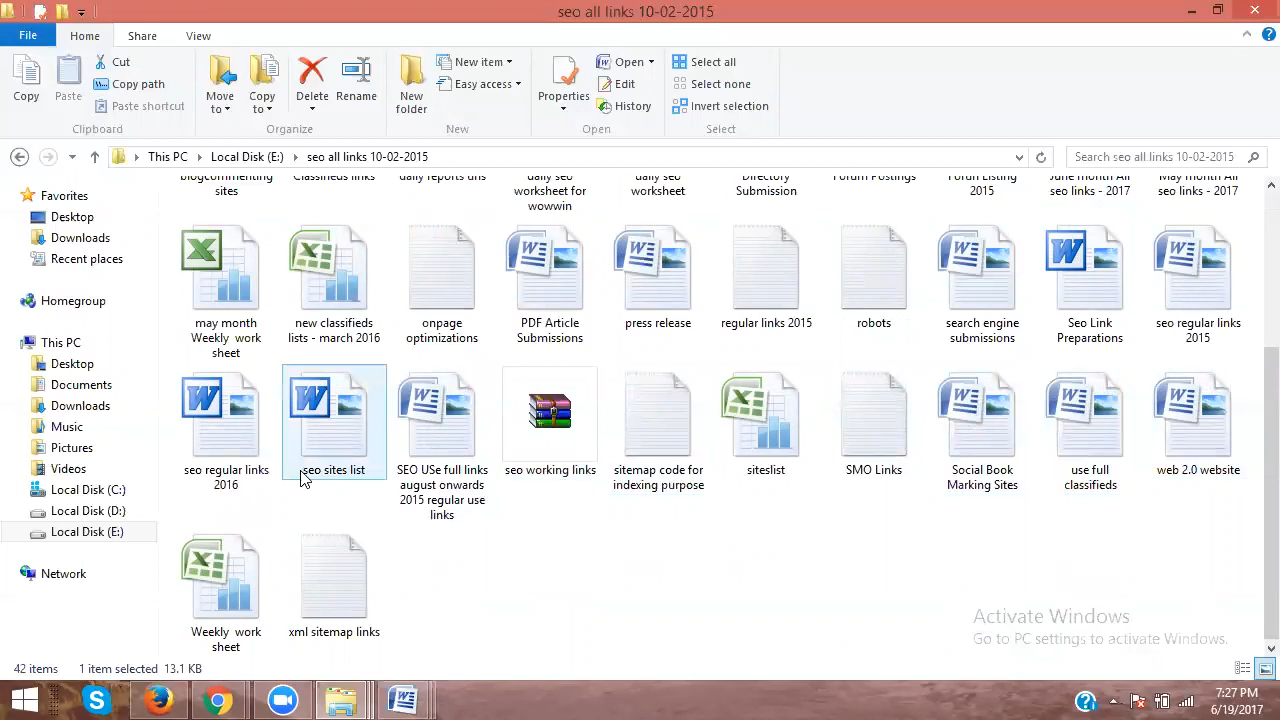 seo all links 10-02-2015
File
Home
Share
View
Copy
Paste
Cut
Copy path
Paste shortcut
Move to
Copy to
Delete
Rename
New folder
New item
Easy access
Properties
Open
Edit
History
Select all
Select none
Invert selection
Clipboard
Organize
New
Open
Select
This PC
Local Disk (E:)
seo all links 10-02-2015
Search seo all links 10-02-2015
Favorites
Desktop
Downloads
Recent places
Homegroup
This PC
Desktop
Documents
Downloads
Music
Pictures
Videos
Local Disk (C:)
Local Disk (D:)
Local Disk (E:)
Network
blogcommenting sites
Classifieds links
daily reports uns
daily seo worksheet for wowwin
daily seo worksheet
Directory Submission
Forum Postings
Forun Listing 2015
June month All seo links - 2017
May month All seo links - 2017
may month Weekly work sheet
new classifieds lists - march 2016
onpage optimizations
PDF Article Submissions
press release
regular links 2015
robots
search engine submissions
Seo Link Preparations
seo regular links 2015
seo regular links 2016
seo sites list
SEO USe full links august onwards 2015 regular use links
seo working links
sitemap code for indexing purpose
siteslist
SMO Links
Social Book Marking Sites
use full classifieds
web 2.0 website
Weekly work sheet
xml sitemap links
Activate Windows
Go to PC settings to activate Windows.
42 items
1 item selected 13.1 KB
7:27 PM
6/19/2017